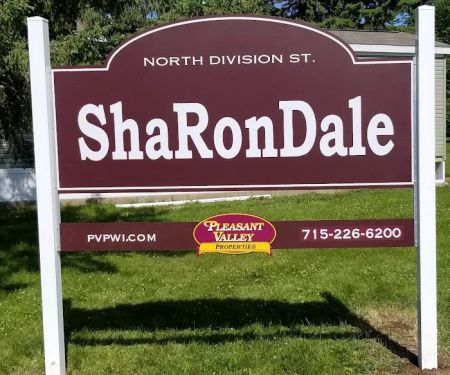 NORTH DIVISION ST.
ShaRonDale
PVPWI.COM
PLEASANT
VALLEY
PROPERTIES
715-226-6200